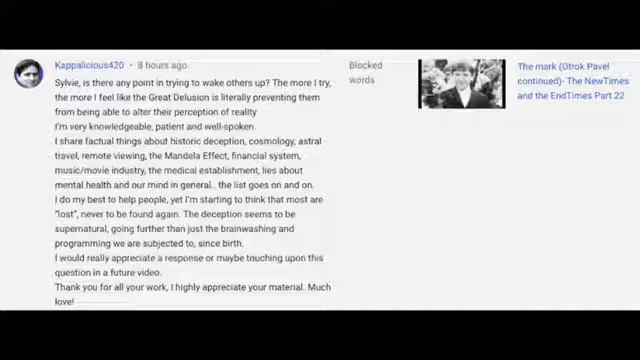 Kappalicious420 • 8 hours ago
Sylvie, is there any point in trying to wake others up? The more I try,
the more I feel like the Great Delusion is literally preventing them
from being able to alter their perception of reality
I'm very knowledgeable, patient and well-spoken.
I share factual things about historic deception, cosmology, astral
travel, remote viewing, the Mandela Effect, financial system,
music/movie industry, the medical establishment, lies about
mental health and our mind in general.. the list goes on and on.
I do my best to help people, yet I'm starting to think that most are
"lost", never to be found again. The deception seems to be
supernatural, going further than just the brainwashing and
programming we are subjected to, since birth.
I would really appreciate a response or maybe touching upon this
question in a future video.
Thank you for all your work, I highly appreciate your material. Much
love!
Blocked
words
The mark (Otrok Pavel
continued)- The NewTimes
and the EndTimes Part 22